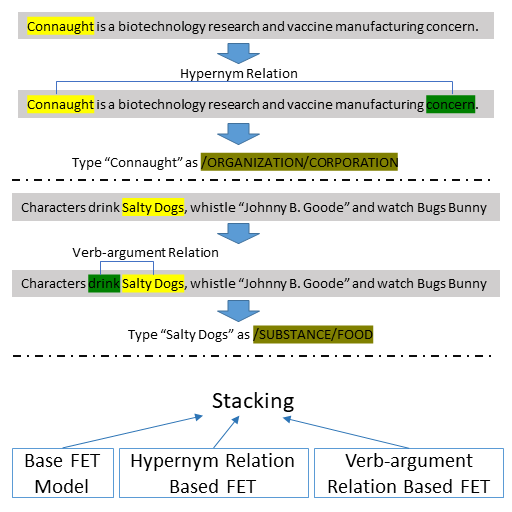 Connaught is a biotechnology research and vaccine manufacturing concern.
Hypernym Relation
Connaught is a biotechnology research and vaccine manufacturing concern.
Type “Connaught” as /ORGANIZATION/CORPORATION
Characters drink Salty Dogs, whistle “Johnny B. Goode” and watch Bugs Bunny
Verb-argument Relation
Characters drink Salty Dogs, whistle “Johnny B. Goode” and watch Bugs Bunny
Type “Salty Dogs” as /SUBSTANCE/FOOD
Stacking
Base FET
Model
Hypernym Relation
Based FET
Verb-argument
Relation Based FET